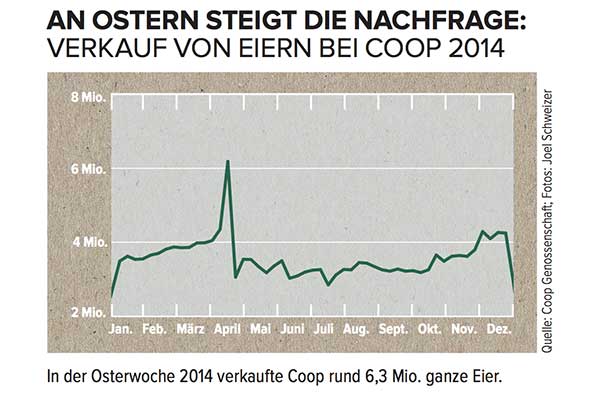 AN OSTERN STEIGT DIE NACHFRAGE:
VERKAUF VON EIERN BEI COOP 2014
8 Mio.
6 Mio.
4 Mio.
2 Mio.
Jan. Feb. März April Mai Juni Juli Aug. Sept. Okt. Nov. Dez.
Quelle: Coop Genossenschaft; Fotos: Joel Schweizer
In der Osterwoche 2014 verkaufte Coop rund 6,3 Mio. ganze Eier.